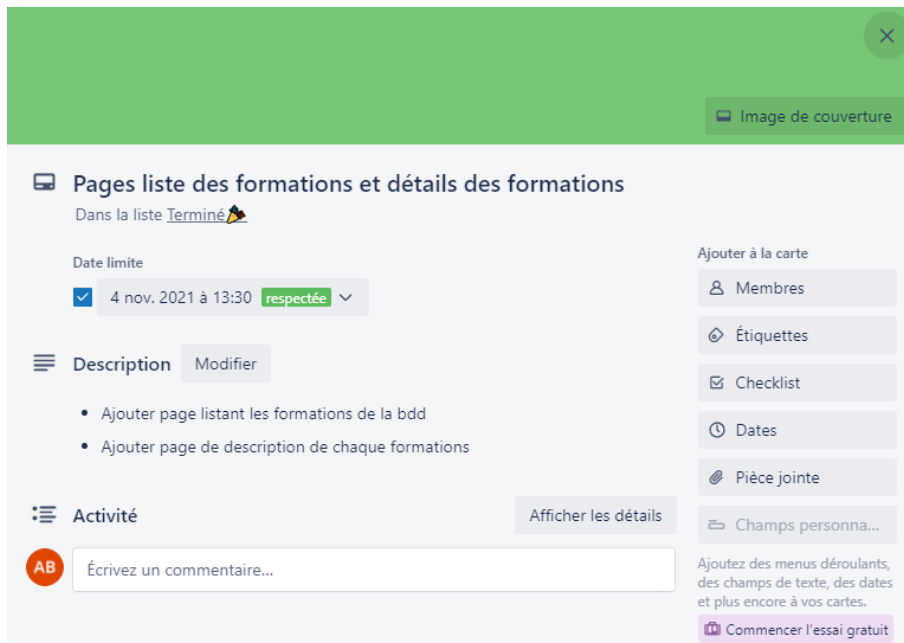 Image de couverture
Pages liste des formations et détails des formations
Dans la liste Terminé🎉
Date limite
4 nov. 2021 à 13:30 respectée
Description Modifier
• Ajouter page listant les formations de la bdd
• Ajouter page de description de chaque formations
Activité Afficher les détails
AB Écrivez un commentaire...
Ajouter à la carte
Membres
Étiquettes
Checklist
Dates
Pièce jointe
Champs persona...
Ajoutez des menus déroulants,
des champs de texte, des dates
et plus encore à vos cartes.
Commencer l'essai gratuit